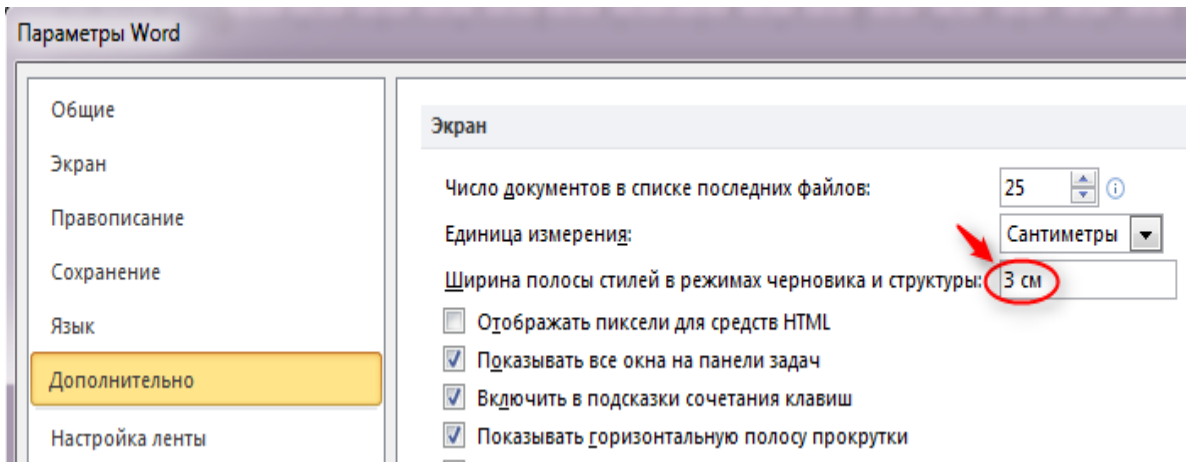 Параметры Word
Общие
Экран
Правописание
Сохранение
Язык
Дополнительно
Настройка ленты
Экран
Число документов в списке последних файлов: 25
Единица измерения: Сантиметры
Ширина полосы стилей в режимах черновика и структуры: 3 см
Отображать пиксели для средств HTML
Показывать все окна на панели задач
Включить в подсказки сочетания клавиш
Показывать горизонтальную полосу прокрутки